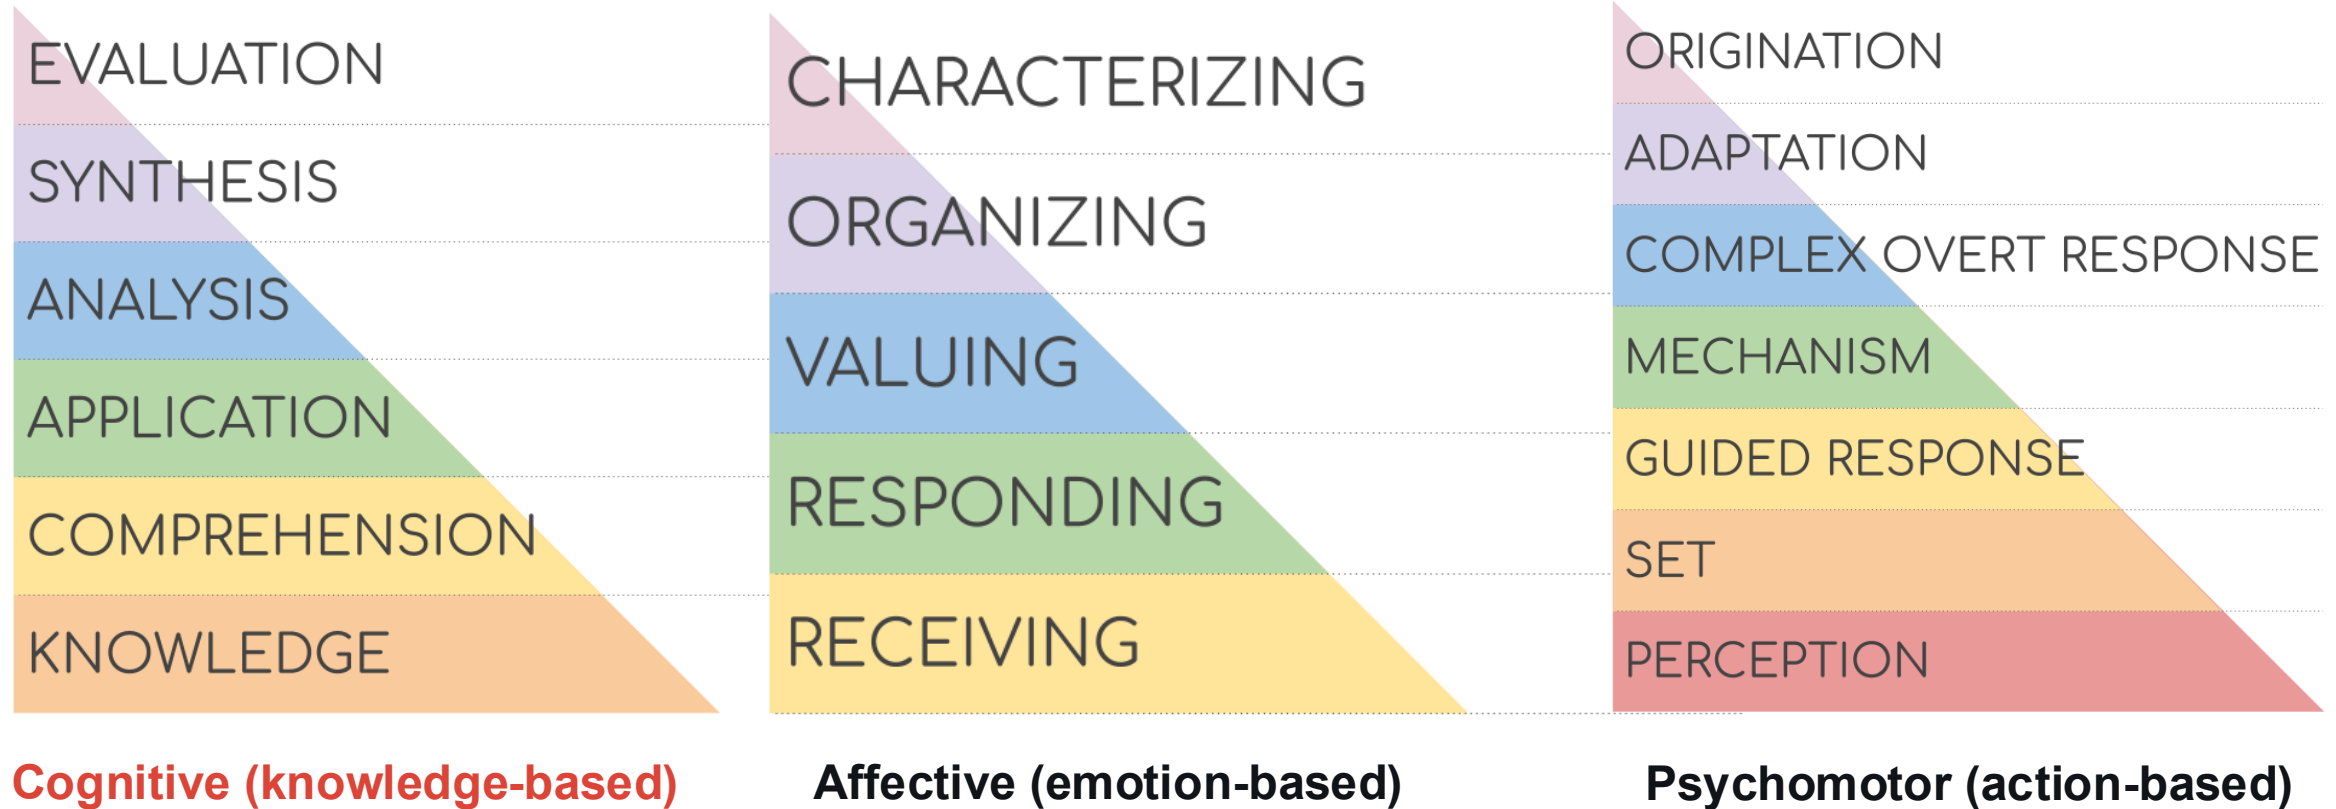 EVALUATION
SYNTHESIS
ANALYSIS
APPLICATION
COMPREHENSION
KNOWLEDGE
Cognitive (knowledge-based)
CHARACTERIZING
ORGANIZING
VALUING
RESPONDING
RECEIVING
Affective (emotion-based)
ORIGINATION
ADAPTATION
COMPLEX OVERT RESPONSE
MECHANISM
GUIDED RESPONSE
SET
PERCEPTION
Psychomotor (action-based)